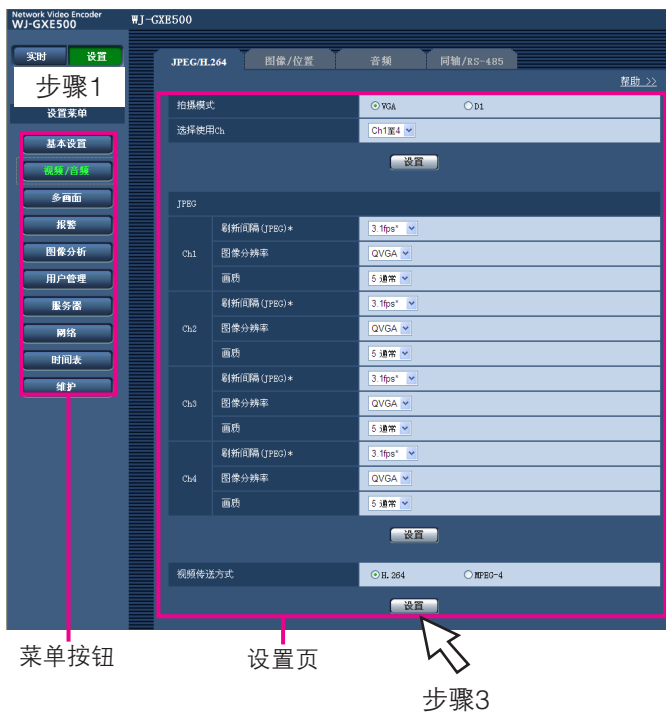 Network Video Encoder
WJ-GXE500
WJ-GXE500
实时 设置
步骤1
设置菜单
基本设置
视频/音频
多画面
报警
图像分析
用户管理
服务器
网络
时间表
维护
JPEG/H.264 图像/位置 音频 同轴/RS-485
帮助 >>
拍摄模式 VGA D1
选择使用Ch Ch1至4
设置
JPEG
Ch1
刷新间隔(JPEG)* 3.1fps*
图像分辨率 QVGA
画质 5 通常
Ch2
刷新间隔(JPEG)* 3.1fps*
图像分辨率 QVGA
画质 5 通常
Ch3
刷新间隔(JPEG)* 3.1fps*
图像分辨率 QVGA
画质 5 通常
Ch4
刷新间隔(JPEG)* 3.1fps*
图像分辨率 QVGA
画质 5 通常
设置
视频传送方式 H.264 MPEG-4
设置
菜单按钮
设置页
步骤3